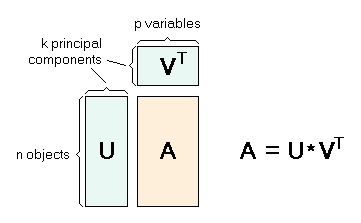 p variables
k principal
components
V^T
n objects
U
A
A = U*V^T